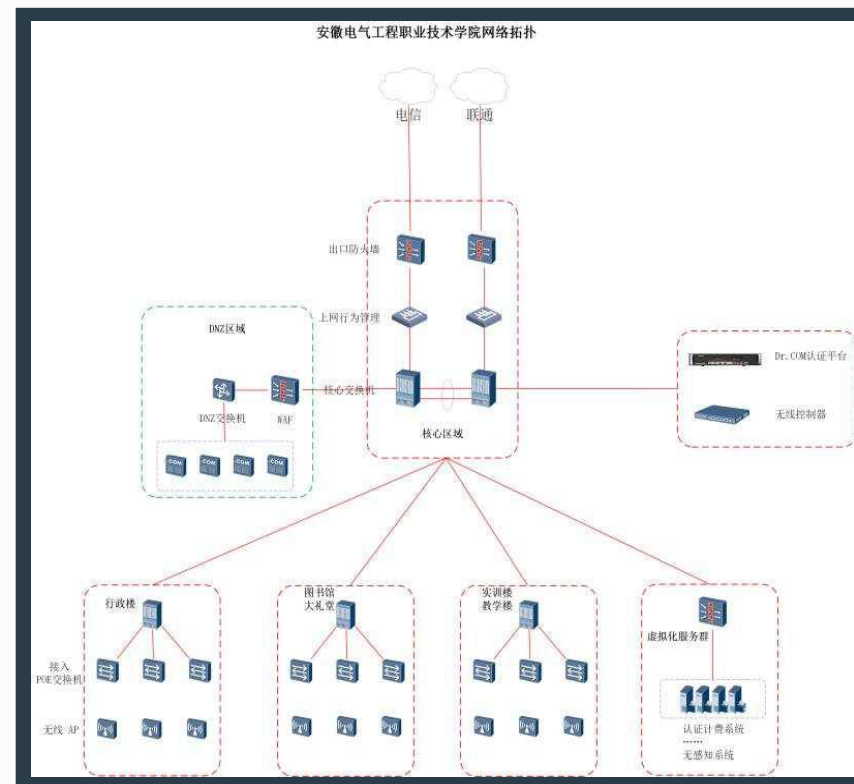 安徽电气工程职业技术学院网络拓扑
电信
联通
出口防火墙
上网行为管理
DNZ区域
核心交换机
DNZ交换机
WAF
核心区域
Dr.COM认证平台
无线控制器
.COM
.COM
.COM
.COM
行政楼
图书馆
大礼堂
实训楼
教学楼
虚拟化服务群
接入
POE交换机
无线 AP
认证计费系统
……
无感知系统